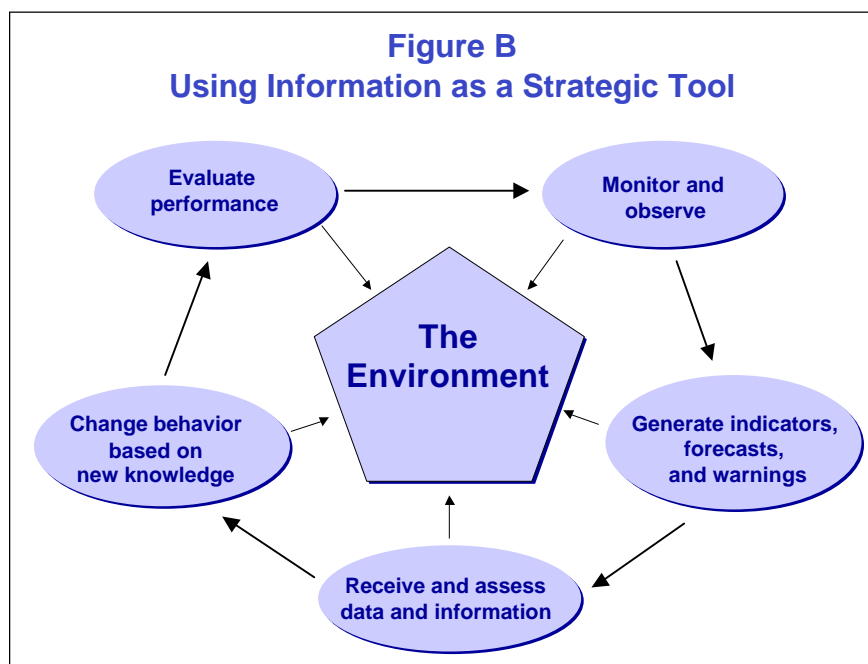 Figure B
Using Information as a Strategic Tool
Evaluate
performance
Monitor and
observe
The
Environment
Change behavior
based on
new knowledge
Generate indicators,
forecasts,
and warnings
Receive and assess
data and information